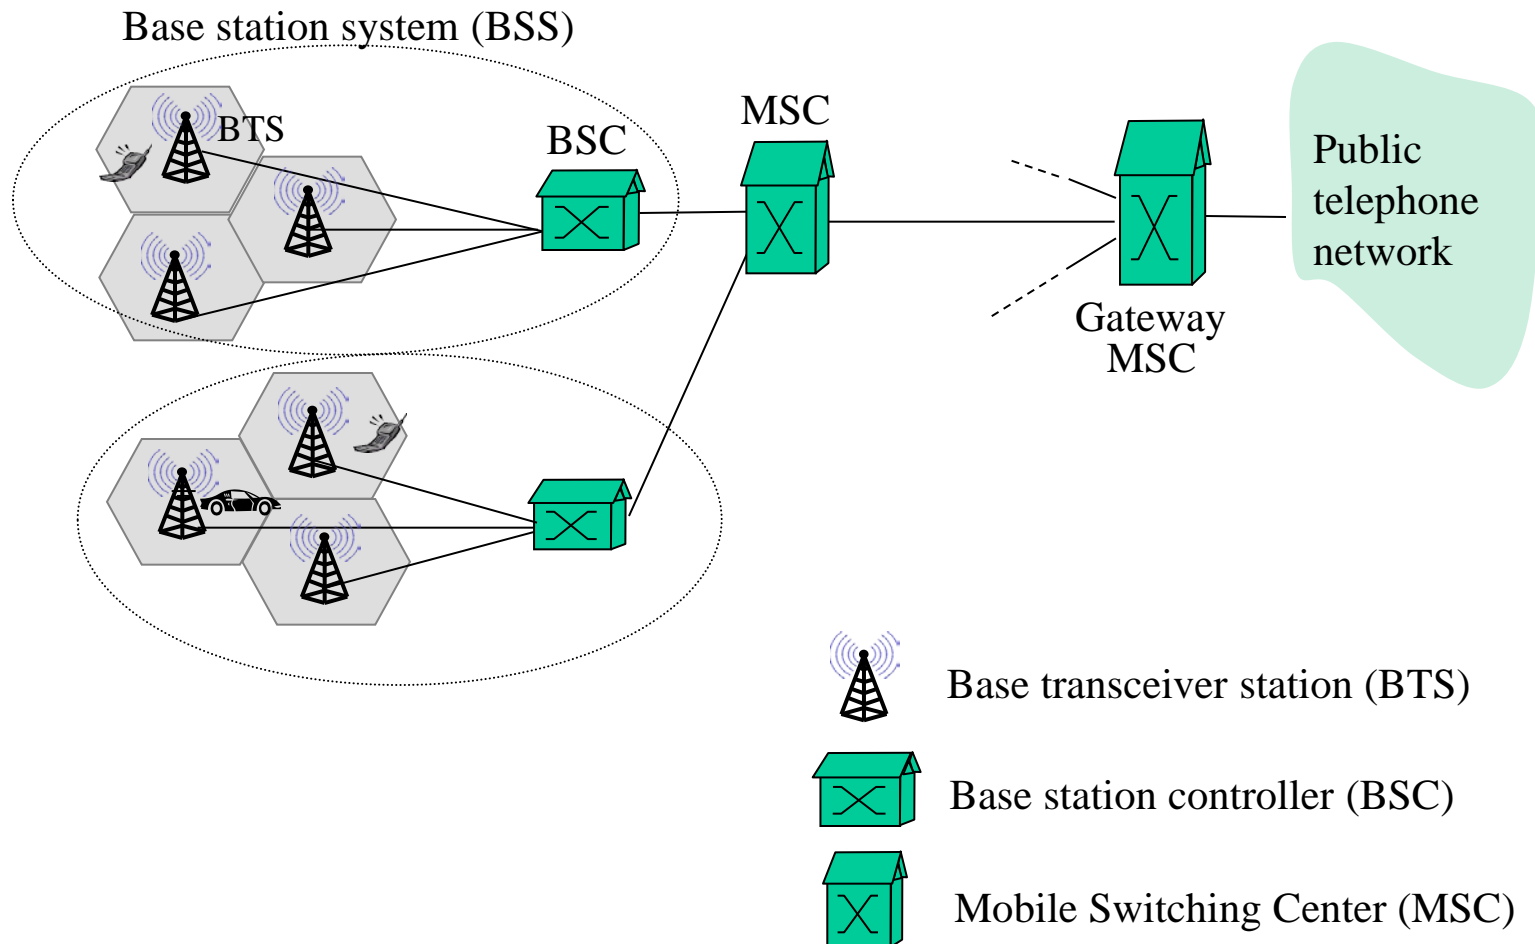 Base station system (BSS)
BTS
BSC
MSC
Public
telephone
network
Gateway
MSC
Base transceiver station (BTS)
Base station controller (BSC)
Mobile Switching Center (MSC)